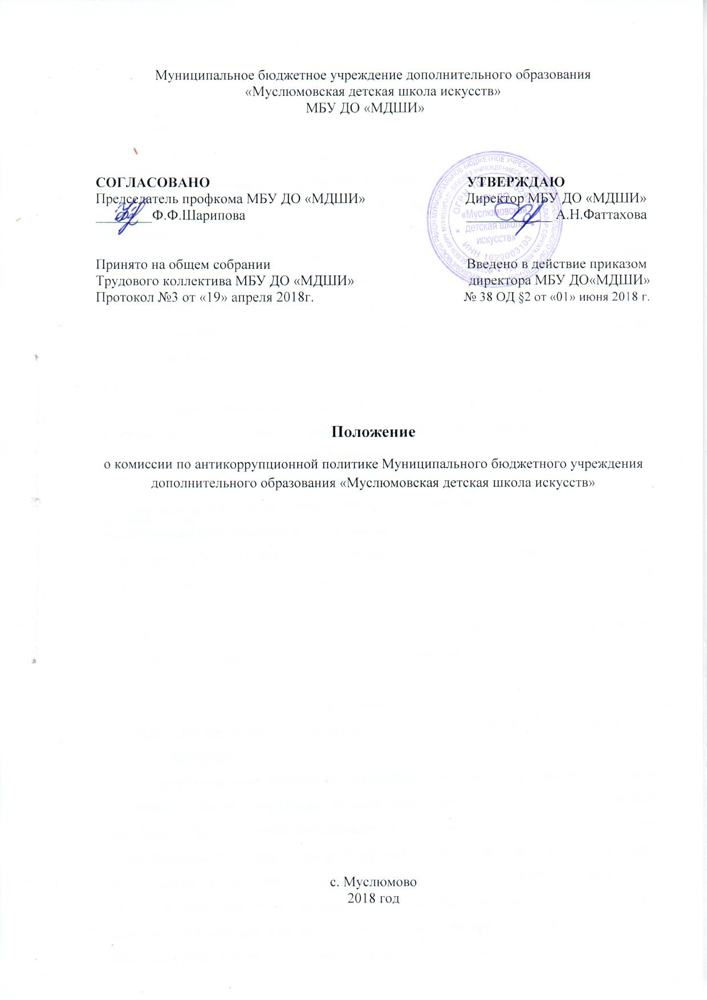 Муниципальное бюджетное учреждение дополнительного образования
«Муслюмовская детская школа искусств»
МБУ ДО «МДШИ»
СОГЛАСОВАНО
Председатель профкома МБУ ДО «МДШИ»
________Ф.Ф.Шарипова
УТВЕРЖДАЮ
Директор МБУ ДО «МДШИ»
____________ А.Н.Фаттахова
МБУ ДО
«Муслюмовская
детская школа
искусств»
ИНН 1629003103
Принято на общем собрании
Трудового коллектива МБУ ДО «МДШИ»
Протокол №3 от «19» апреля 2018г.
Введено в действие приказом
директора МБУ ДО«МДШИ»
№ 38 ОД §2 от «01» июня 2018 г.
Положение
о комиссии по антикоррупционной политике Муниципального бюджетного учреждения
дополнительного образования «Муслюмовская детская школа искусств»
с. Муслюмово
2018 год